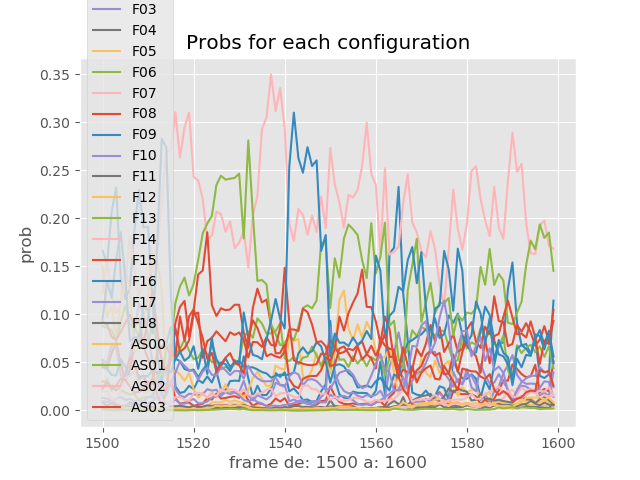 Probs for each configuration
F03
F04
F05
F06
F07
F08
F09
F10
F11
F12
F13
F14
F15
F16
F17
F18
AS00
AS01
AS02
AS03
prob
0.35
0.30
0.25
0.20
0.15
0.10
0.05
0.00
1500 1520 1540 1560 1580 1600
frame de: 1500 a: 1600